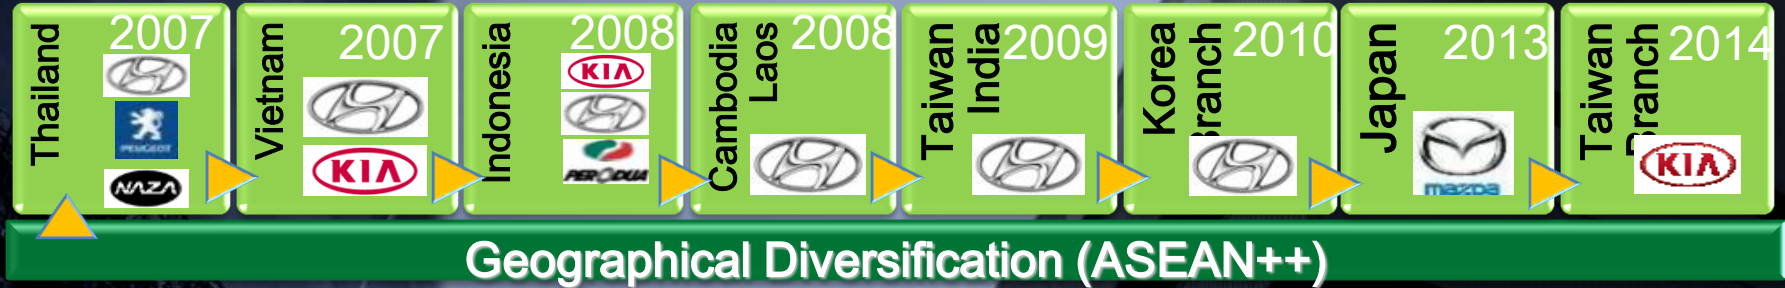 Thailand
2007
PEUGEOT
NAZA
Vietnam
2007
KIA
Indonesia
2008
KIA
PERODUA
Cambodia
Laos
2008
Taiwan
India
2009
Korea
Branch
2010
Japan
2013
mazda
Taiwan
Branch
2014
KIA
Geographical Diversification (ASEAN++)